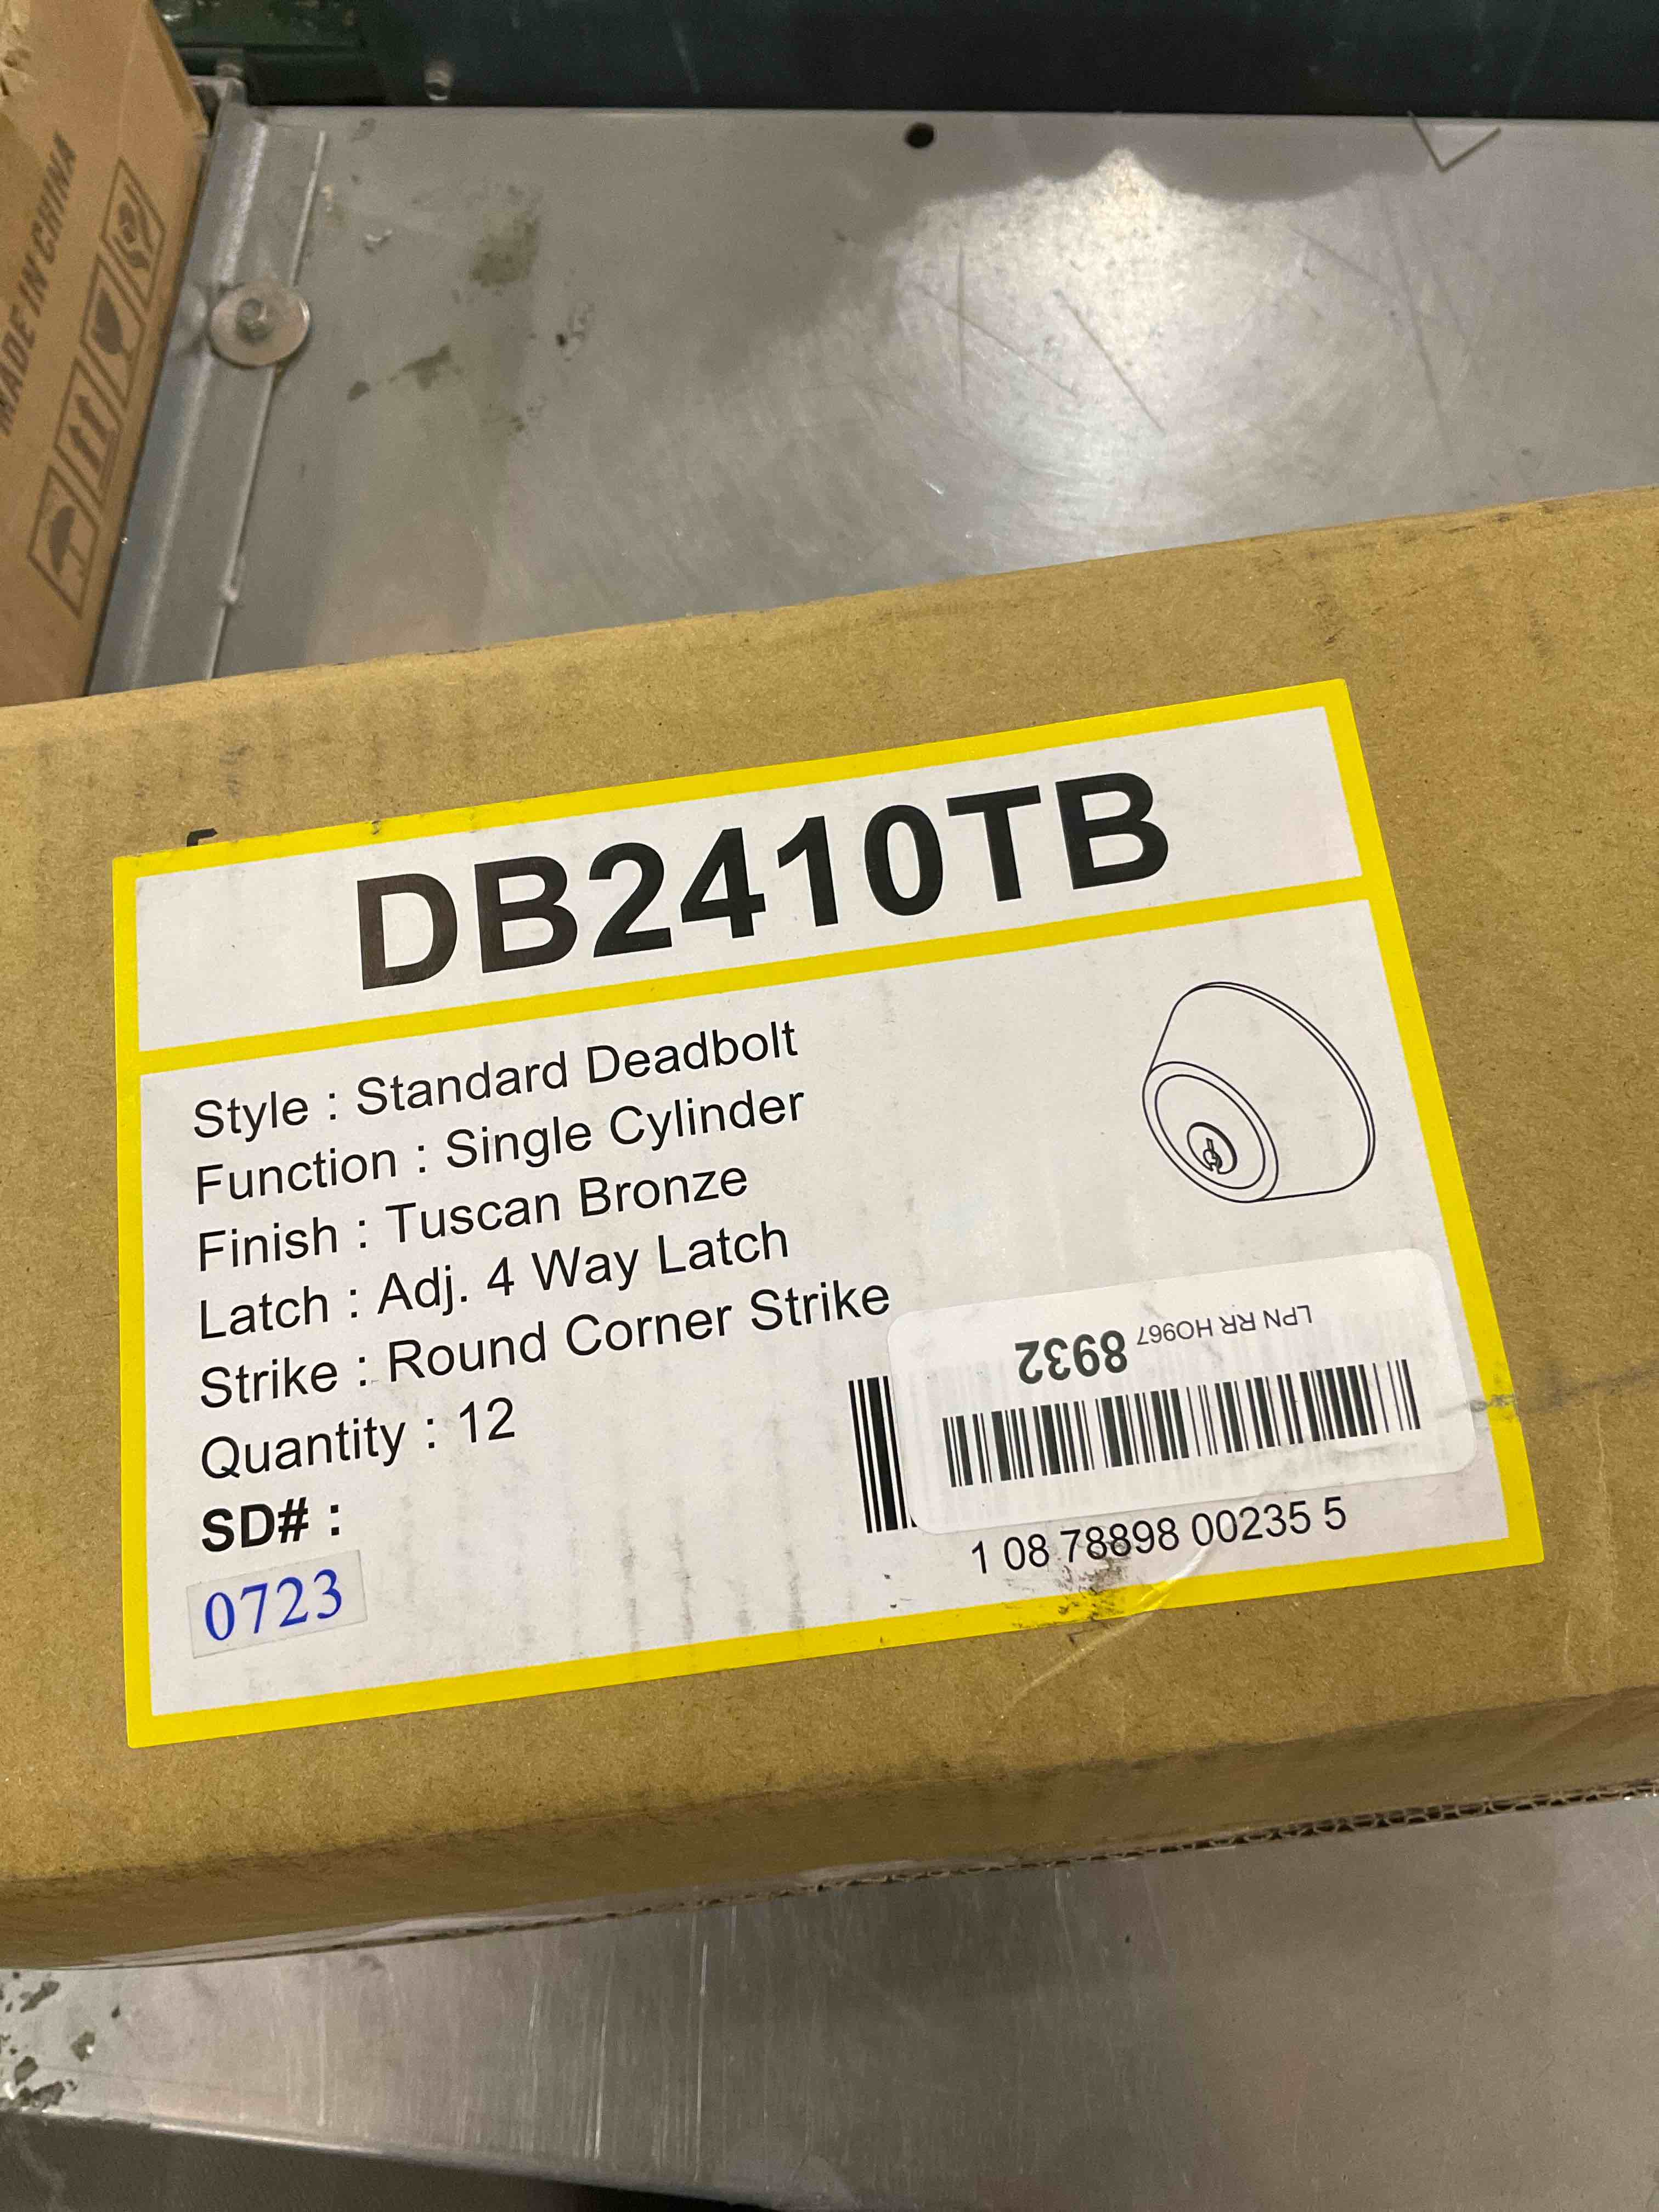 MADE IN CHINA
DB2410TB
Style : Standard Deadbolt
Function : Single Cylinder
Finish : Tuscan Bronze
Latch : Adj. 4 Way Latch
Strike : Round Corner Strike
Quantity : 12
SD# :
0723
LPN RR HO967 8932
1 08 78898 00235 5